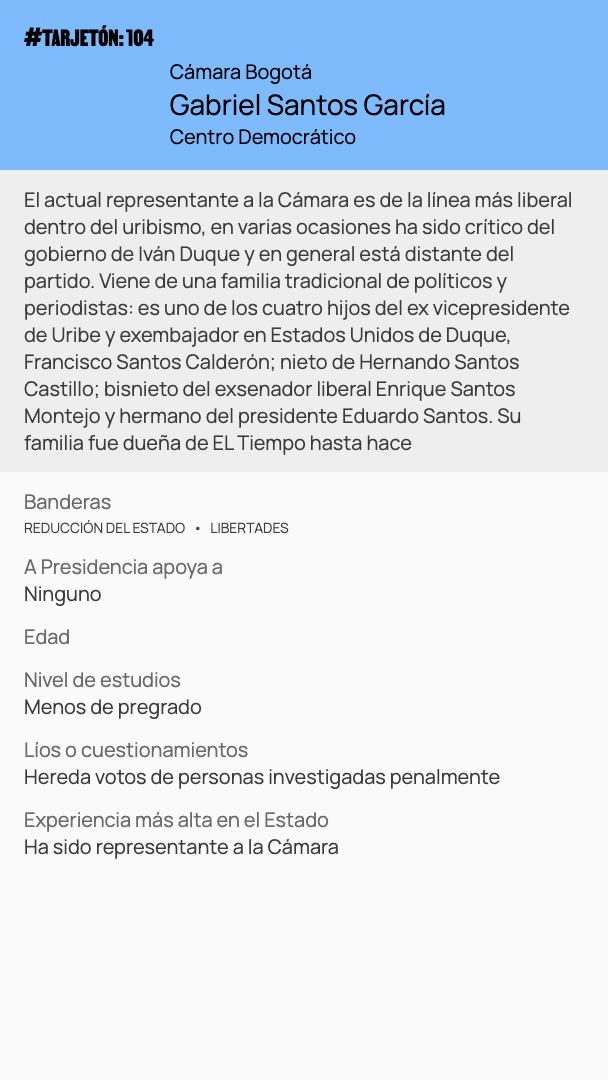 #TARJETÓN: 104
Cámara Bogotá
Gabriel Santos García
Centro Democrático
El actual representante a la Cámara es de la línea más liberal
dentro del uribismo, en varias ocasiones ha sido crítico del
gobierno de Iván Duque y en general está distante del
partido. Viene de una familia tradicional de políticos y
periodistas: es uno de los cuatro hijos del ex vicepresidente
de Uribe y exembajador en Estados Unidos de Duque,
Francisco Santos Calderón; nieto de Hernando Santos
Castillo; bisnieto del exsenador liberal Enrique Santos
Montejo y hermano del presidente Eduardo Santos. Su
familia fue dueña de EL Tiempo hasta hace
Banderas
REDUCCIÓN DEL ESTADO • LIBERTADES
A Presidencia apoya a
Ninguno
Edad
Nivel de estudios
Menos de pregrado
Líos o cuestionamientos
Hereda votos de personas investigadas penalmente
Experiencia más alta en el Estado
Ha sido representante a la Cámara